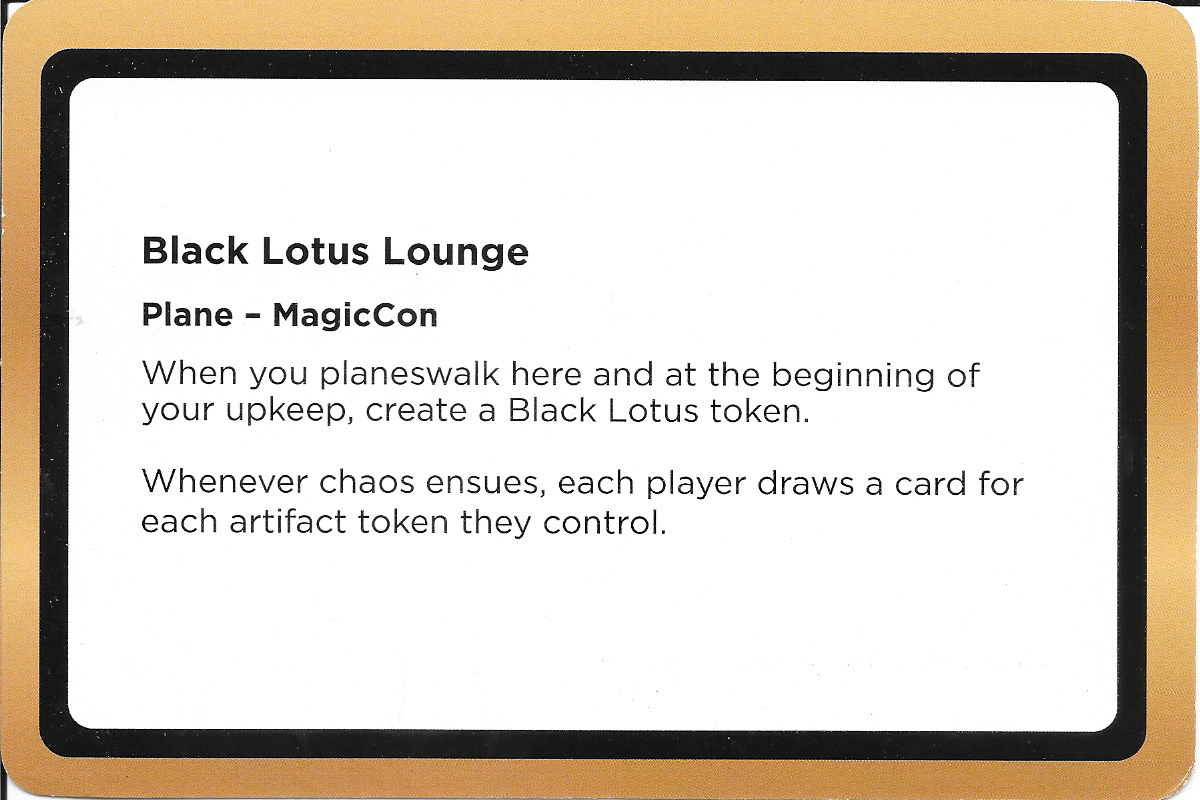 Black Lotus Lounge
Plane – MagicCon
When you planeswalk here and at the beginning of
your upkeep, create a Black Lotus token.
Whenever chaos ensues, each player draws a card for
each artifact token they control.